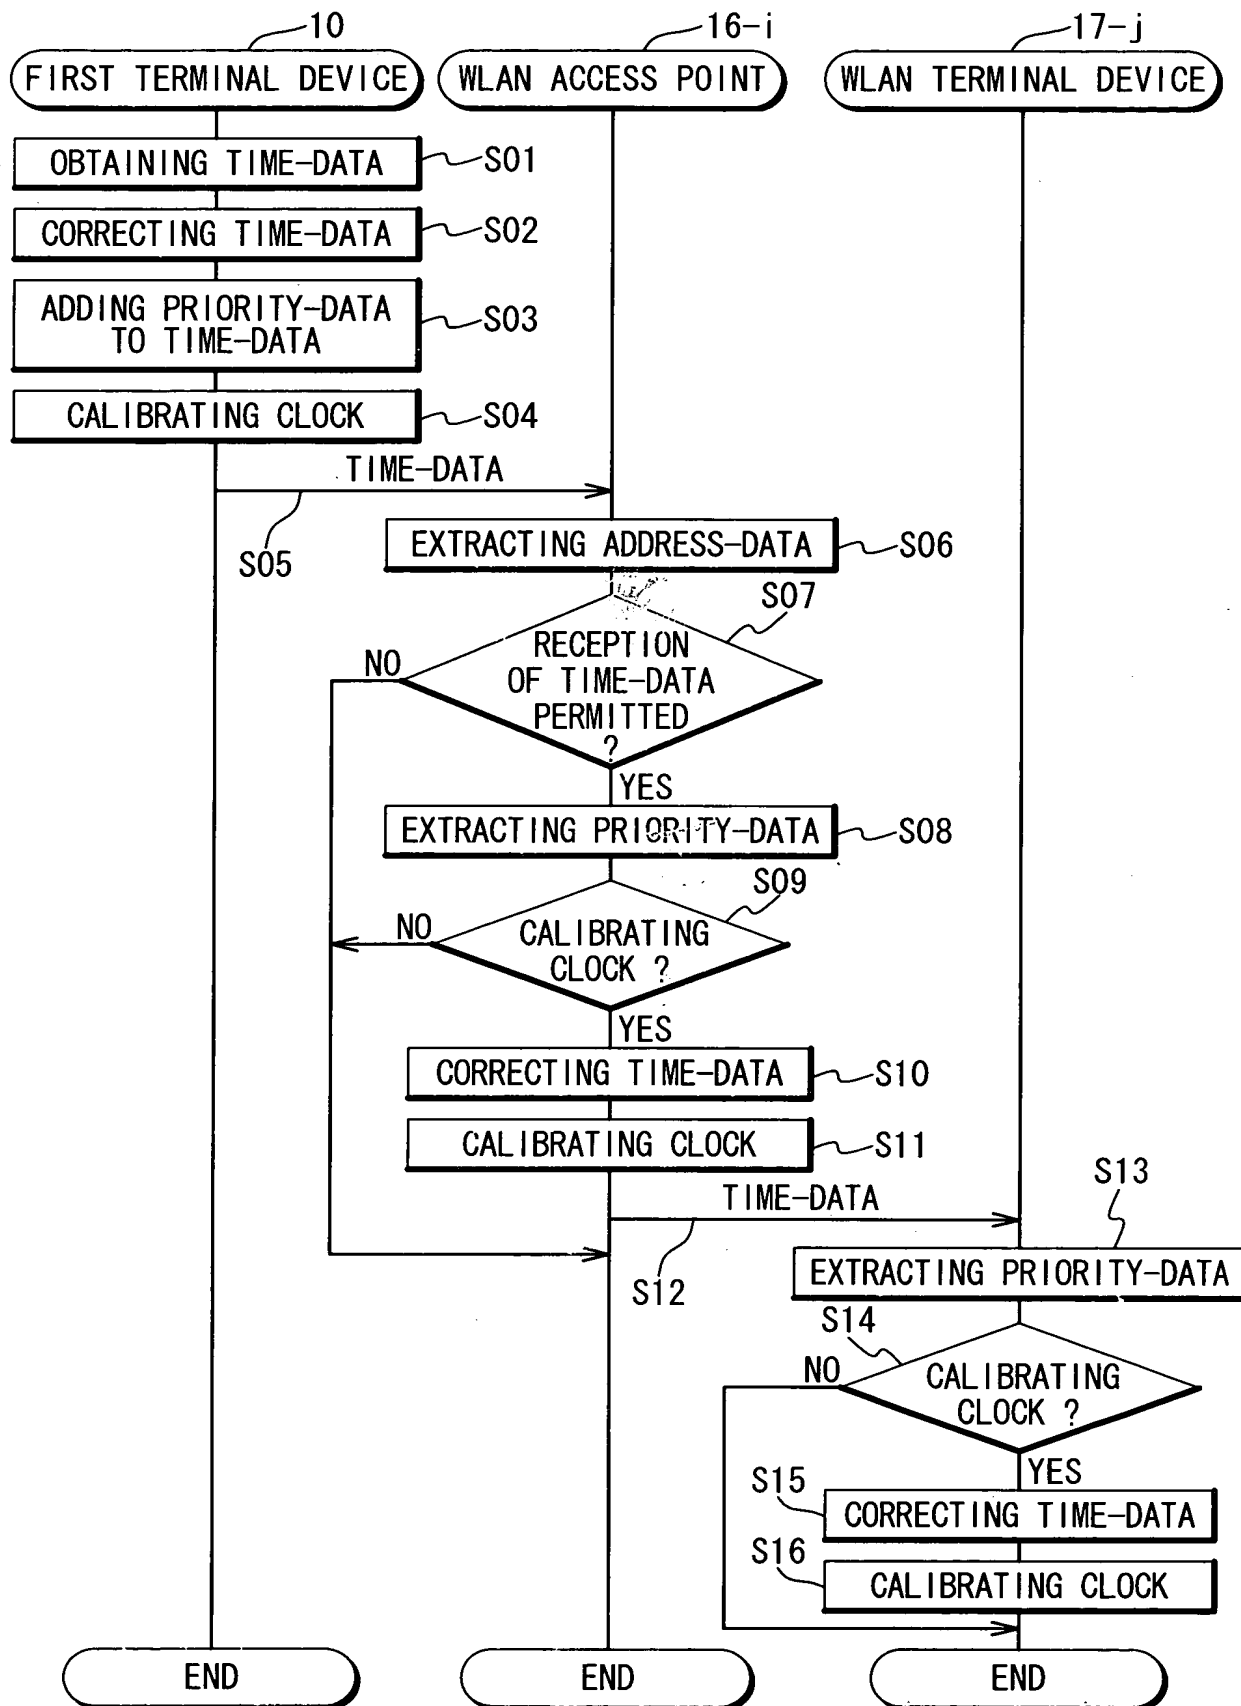 10
16-i
17-j
FIRST TERMINAL DEVICE
WLAN ACCESS POINT
WLAN TERMINAL DEVICE
OBTAINING TIME-DATA
S01
CORRECTING TIME-DATA
S02
ADDING PRIORITY-DATA
TO TIME-DATA
S03
CALIBRATING CLOCK
S04
TIME-DATA
S05
EXTRACTING ADDRESS-DATA
S06
S07
RECEPTION
OF TIME-DATA
PERMITTED
?
NO
YES
EXTRACTING PRIORITY-DATA
S08
S09
CALIBRATING
CLOCK ?
NO
YES
CORRECTING TIME-DATA
S10
CALIBRATING CLOCK
S11
TIME-DATA
S12
S13
EXTRACTING PRIORITY-DATA
S14
NO
CALIBRATING
CLOCK ?
YES
S15
CORRECTING TIME-DATA
S16
CALIBRATING CLOCK
END
END
END